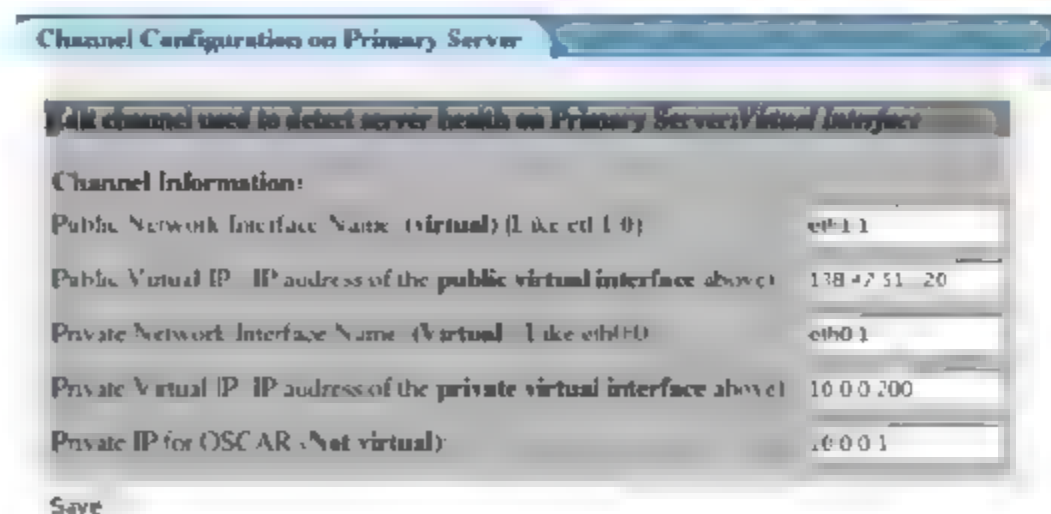 Channel Configuration on Primary Server
channel used to detect server health on Primary Server:Virtual Interface
Channel Information:
Public Network Interface Name (virtual) (Like eth1:0)
eth1:1
Public Virtual IP (IP address of the public virtual interface above)
Private Network Interface Name (Virtual) Like eth0:0
eth0:1
Private Virtual IP (IP address of the private virtual interface above)
10.0.0.200
Private IP for OSCAR (Not virtual):
10.0.0.1
Save